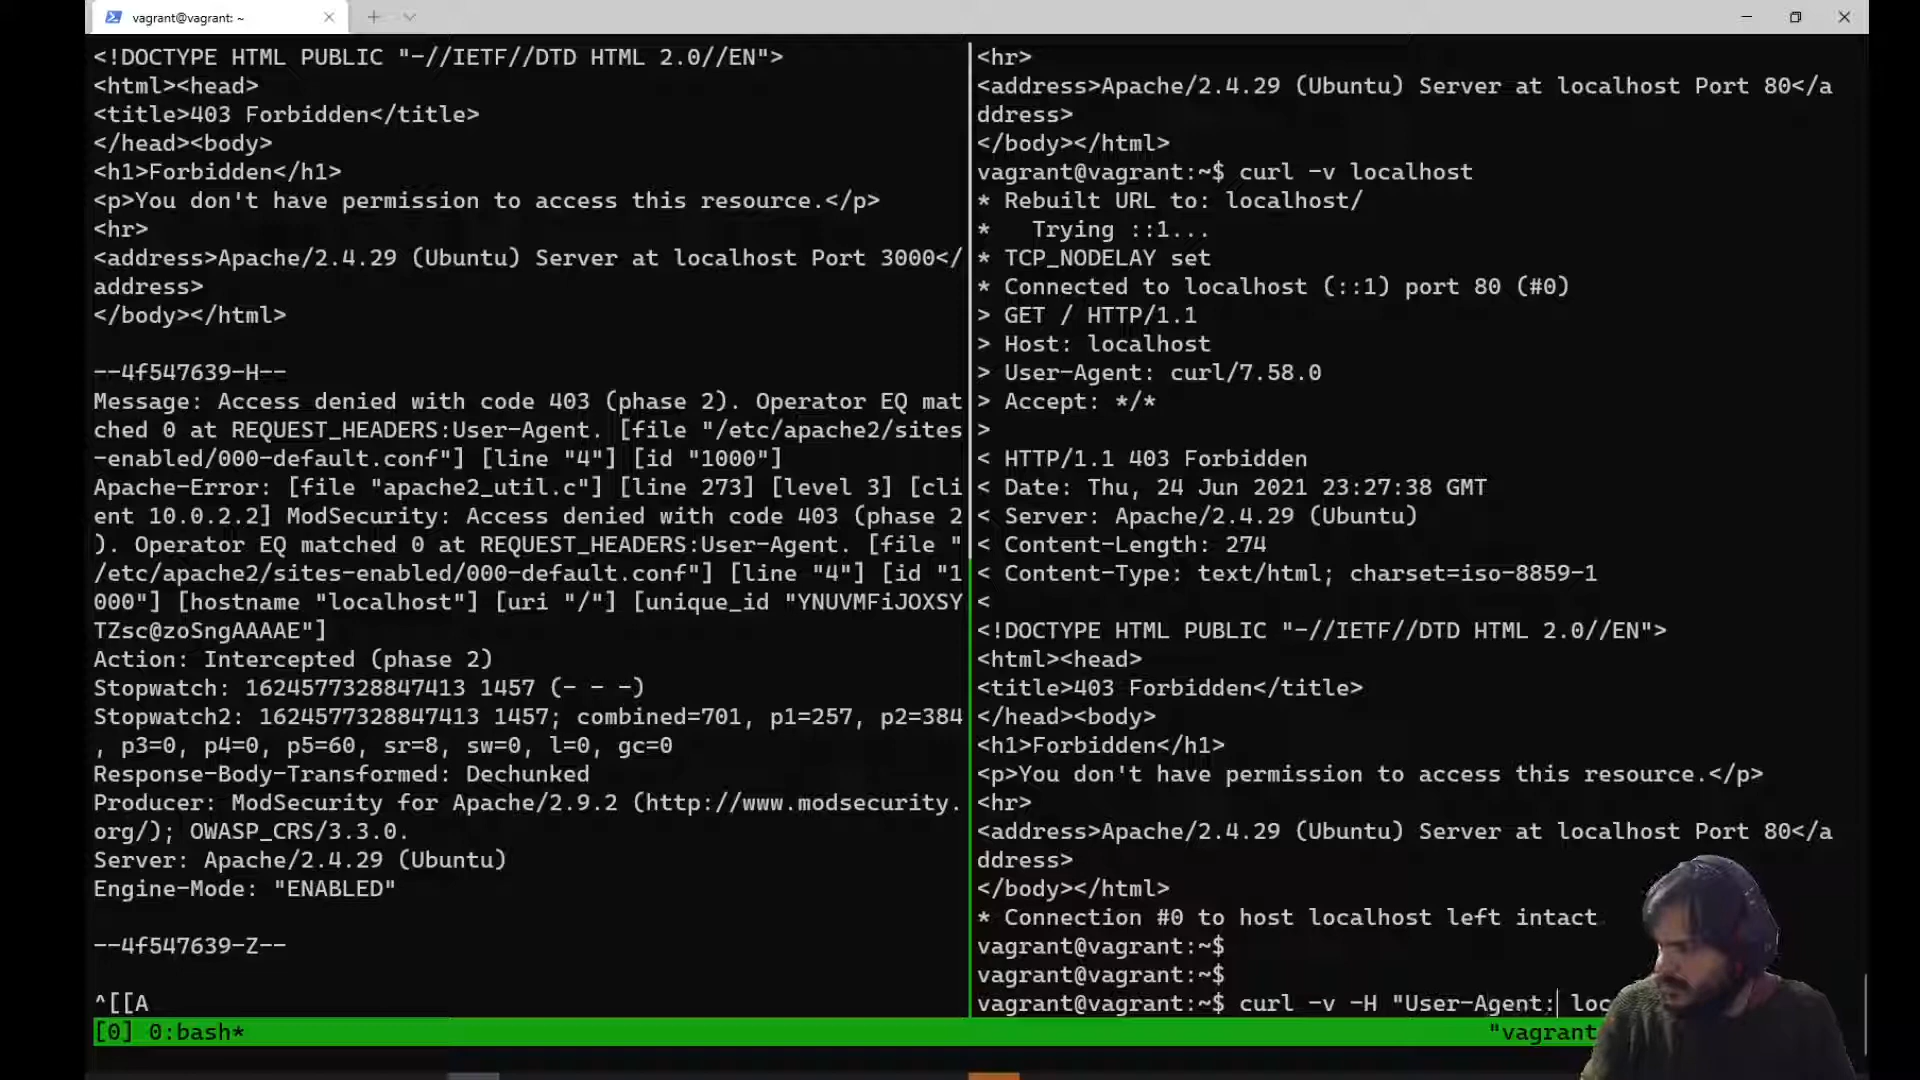 vagrant@vagrant: ~
<!DOCTYPE HTML PUBLIC "-//IETF//DTD HTML 2.0//EN">
<html><head>
<title>403 Forbidden</title>
</head><body>
<h1>Forbidden</h1>
<p>You don't have permission to access this resource.</p>
<hr>
<address>Apache/2.4.29 (Ubuntu) Server at localhost Port 3000</
address>
</body></html>
--4f547639-H--
Message: Access denied with code 403 (phase 2). Operator EQ mat
ched 0 at REQUEST_HEADERS:User-Agent. [file "/etc/apache2/sites
-enabled/000-default.conf"] [line "4"] [id "1000"]
Apache-Error: [file "apache2_util.c"] [line 273] [level 3] [cli
ent 10.0.2.2] ModSecurity: Access denied with code 403 (phase 2
). Operator EQ matched 0 at REQUEST_HEADERS:User-Agent. [file "
/etc/apache2/sites-enabled/000-default.conf"] [line "4"] [id "1
000"] [hostname "localhost"] [uri "/"] [unique_id "YNUVMFiJOXSY
TZsc@zoSngAAAAE"]
Action: Intercepted (phase 2)
Stopwatch: 1624577328847413 1457 (- - -)
Stopwatch2: 1624577328847413 1457; combined=701, p1=257, p2=384
, p3=0, p4=0, p5=60, sr=8, sw=0, l=0, gc=0
Response-Body-Transformed: Dechunked
Producer: ModSecurity for Apache/2.9.2 (http://www.modsecurity.
org/); OWASP_CRS/3.3.0.
Server: Apache/2.4.29 (Ubuntu)
Engine-Mode: "ENABLED"
--4f547639-Z--
^[[A
<hr>
<address>Apache/2.4.29 (Ubuntu) Server at localhost Port 80</a
ddress>
</body></html>
vagrant@vagrant:~$ curl -v localhost
* Rebuilt URL to: localhost/
*   Trying ::1...
* TCP_NODELAY set
* Connected to localhost (::1) port 80 (#0)
> GET / HTTP/1.1
> Host: localhost
> User-Agent: curl/7.58.0
> Accept: */*
>
< HTTP/1.1 403 Forbidden
< Date: Thu, 24 Jun 2021 23:27:38 GMT
< Server: Apache/2.4.29 (Ubuntu)
< Content-Length: 274
< Content-Type: text/html; charset=iso-8859-1
<
<!DOCTYPE HTML PUBLIC "-//IETF//DTD HTML 2.0//EN">
<html><head>
<title>403 Forbidden</title>
</head><body>
<h1>Forbidden</h1>
<p>You don't have permission to access this resource.</p>
<hr>
<address>Apache/2.4.29 (Ubuntu) Server at localhost Port 80</a
ddress>
</body></html>
* Connection #0 to host localhost left intact
vagrant@vagrant:~$
vagrant@vagrant:~$
vagrant@vagrant:~$ curl -v -H "User-Agent: loc
[0] 0:bash*
"vagrant